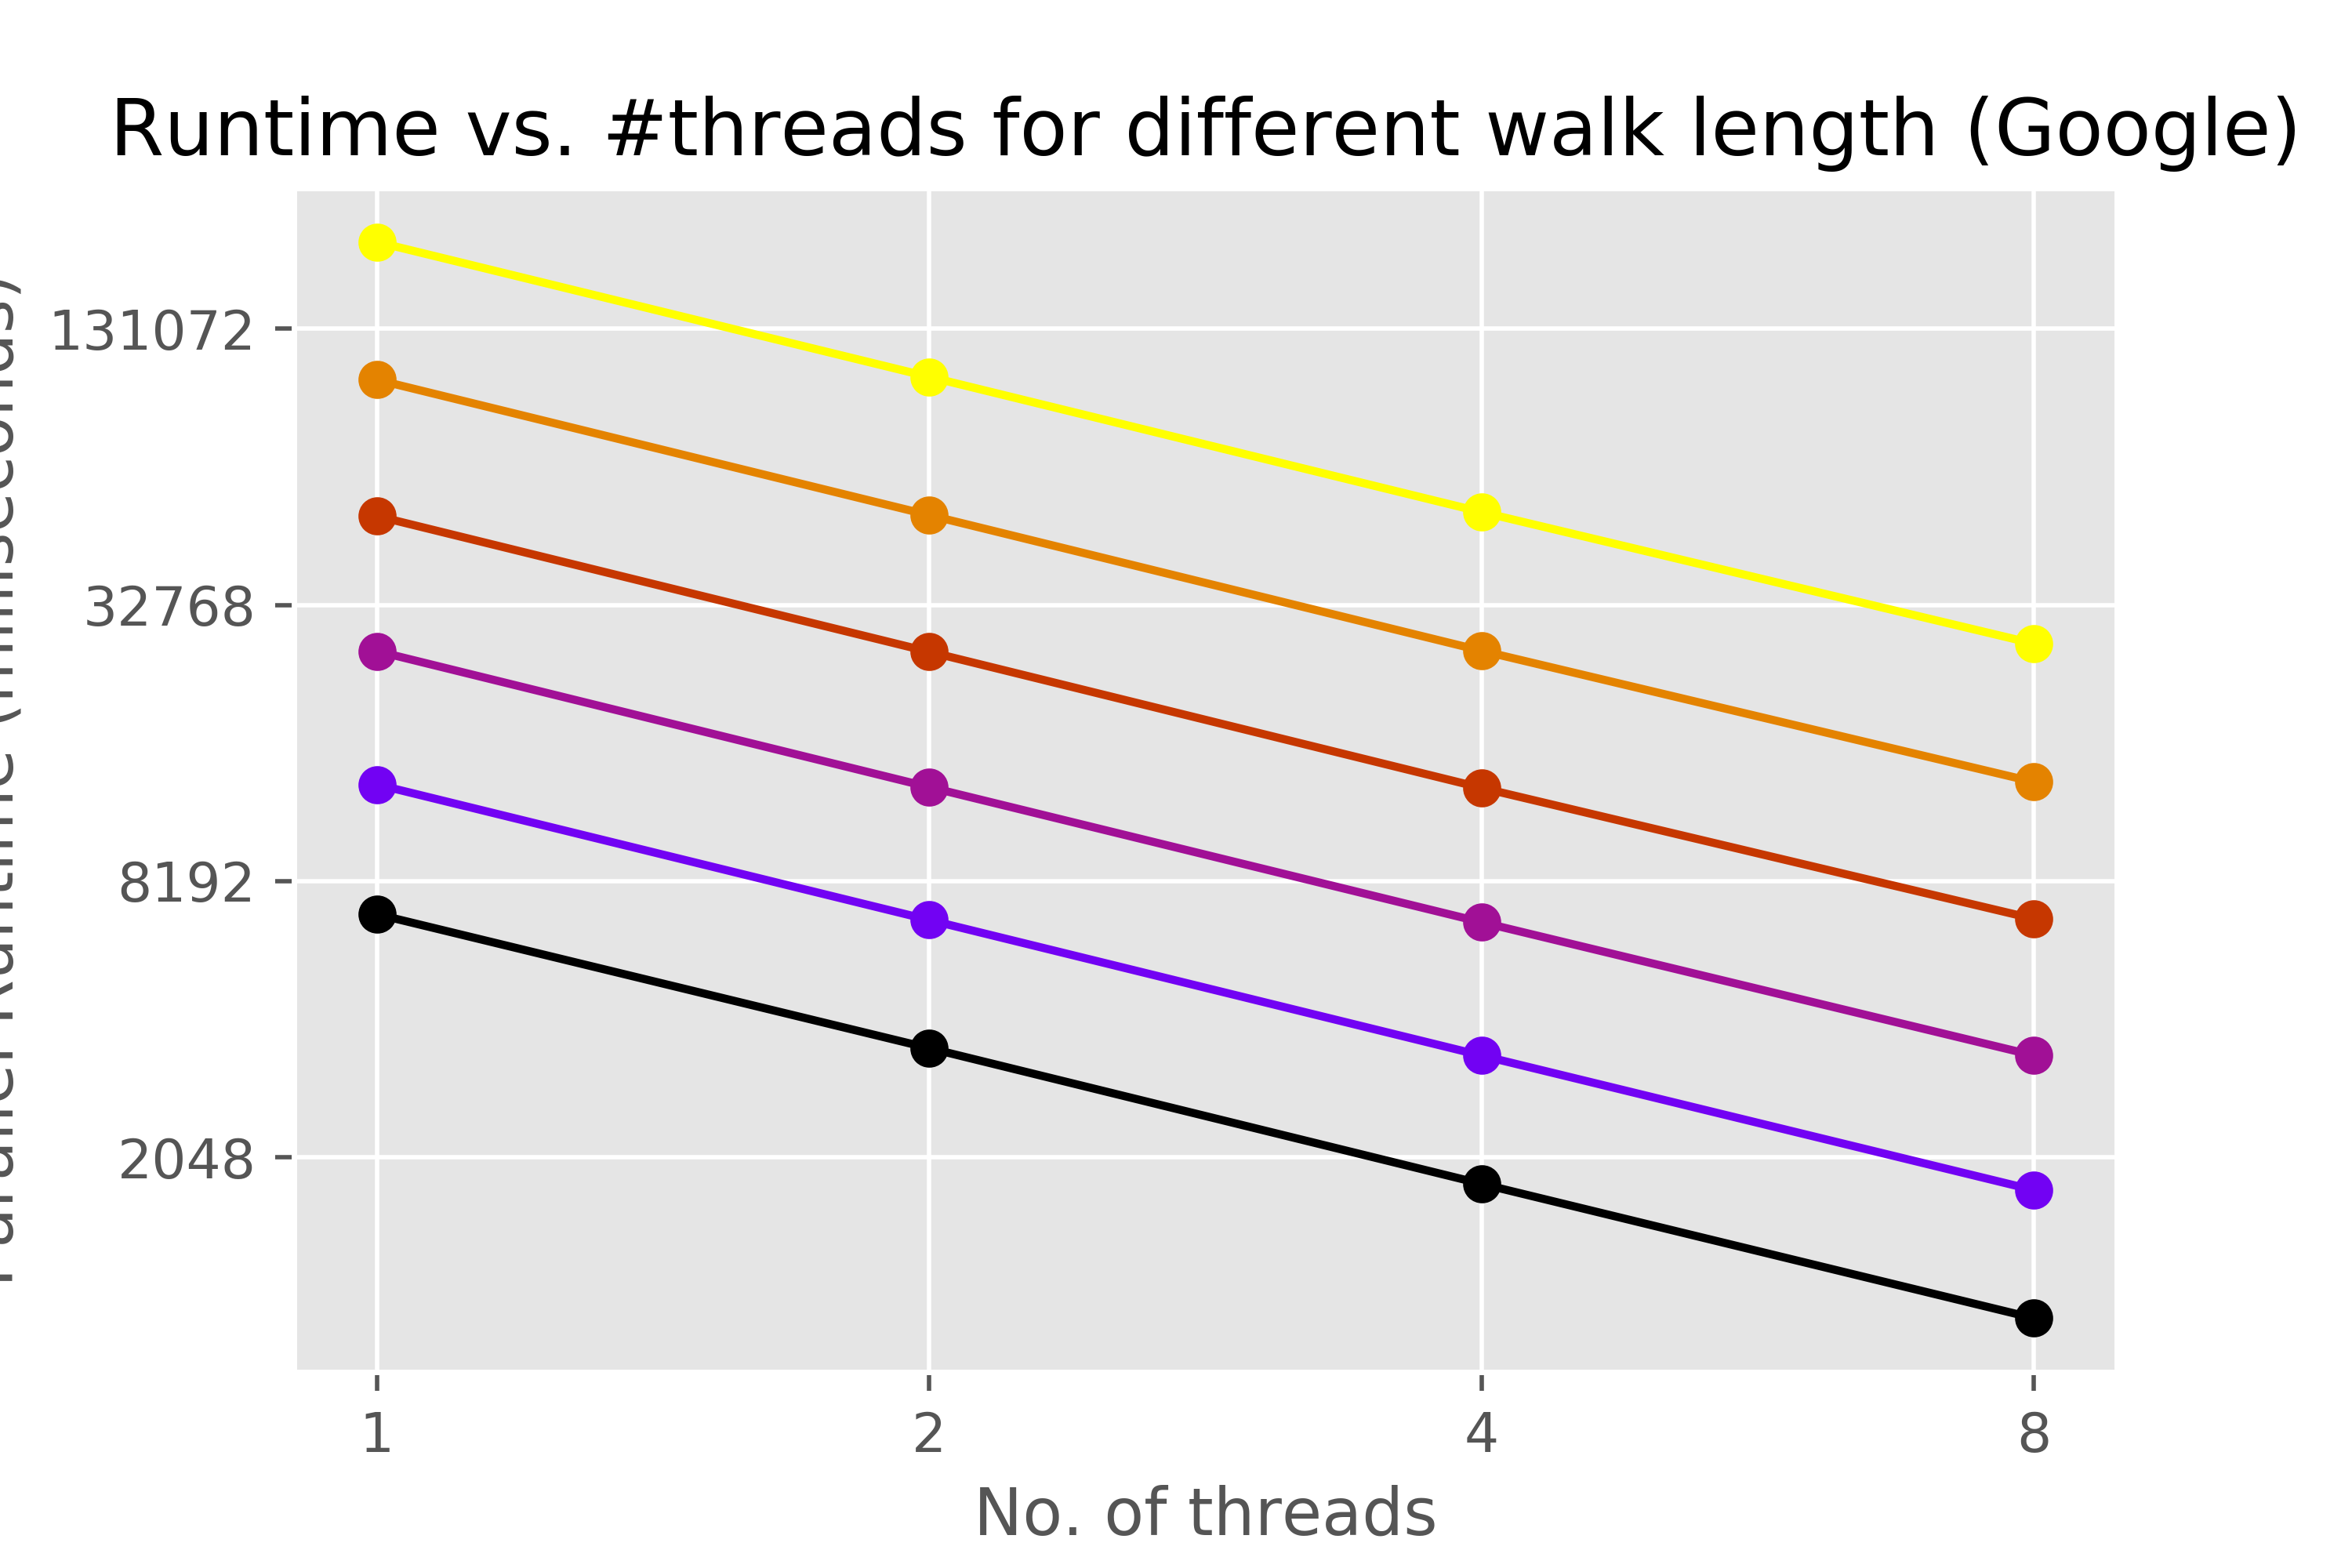 Runtime vs. #threads for different walk length (Google)
131072
32768
8192
2048
1 2 4 8
No. of threads